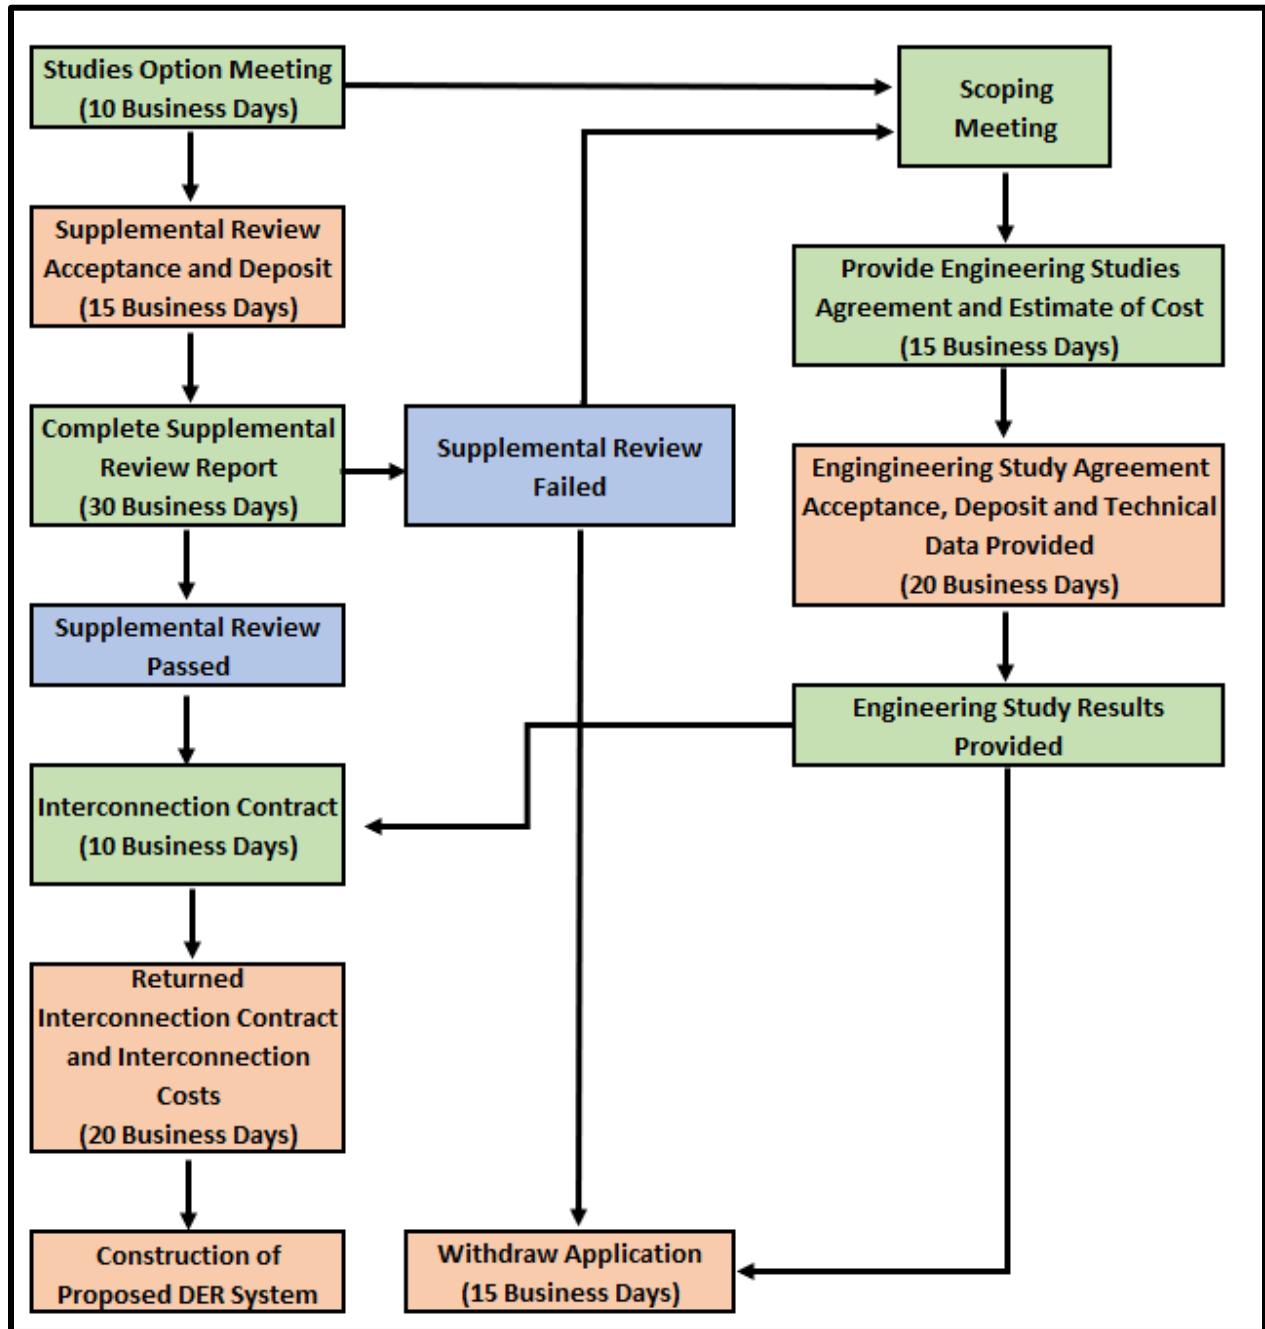 Studies Option Meeting
(10 Business Days)
Scoping
Meeting
Supplemental Review
Acceptance and Deposit
(15 Business Days)
Provide Engineering Studies
Agreement and Estimate of Cost
(15 Business Days)
Complete Supplemental
Review Report
(30 Business Days)
Supplemental Review
Failed
Engingineering Study Agreement
Acceptance, Deposit and Technical
Data Provided
(20 Business Days)
Supplemental Review
Passed
Engineering Study Results
Provided
Interconnection Contract
(10 Business Days)
Returned
Interconnection Contract
and Interconnection
Costs
(20 Business Days)
Construction of
Proposed DER System
Withdraw Application
(15 Business Days)